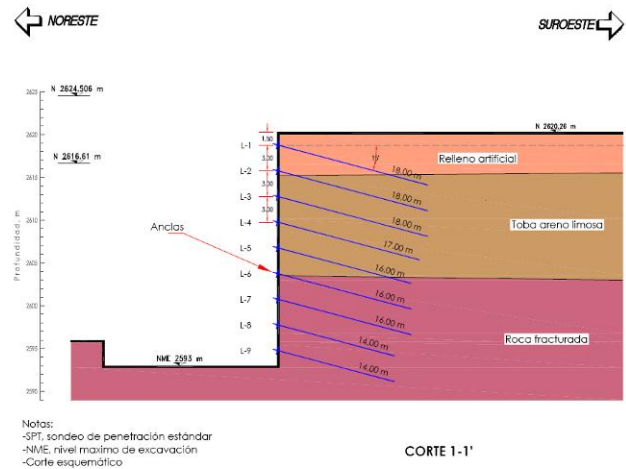 NORESTE
SUROESTE
N 2624.506 m
N 2620.26 m
N 2616.61 m
Profundidad, m
2625
2620
2615
2610
2605
2600
2595
2590
1.50
3.00
3.00
3.00
L-1
L-2
L-3
L-4
L-5
L-6
L-7
L-8
L-9
18.00 m
18.00 m
18.00 m
17.00 m
16.00 m
16.00 m
16.00 m
14.00 m
14.00 m
Anclas
Relleno artificial
Toba areno limosa
Roca fracturada
NME 2593 m
Notas:
-SPT, sondeo de penetración estándar
-NME, nivel maximo de excavación
-Corte esquemático
CORTE 1-1'